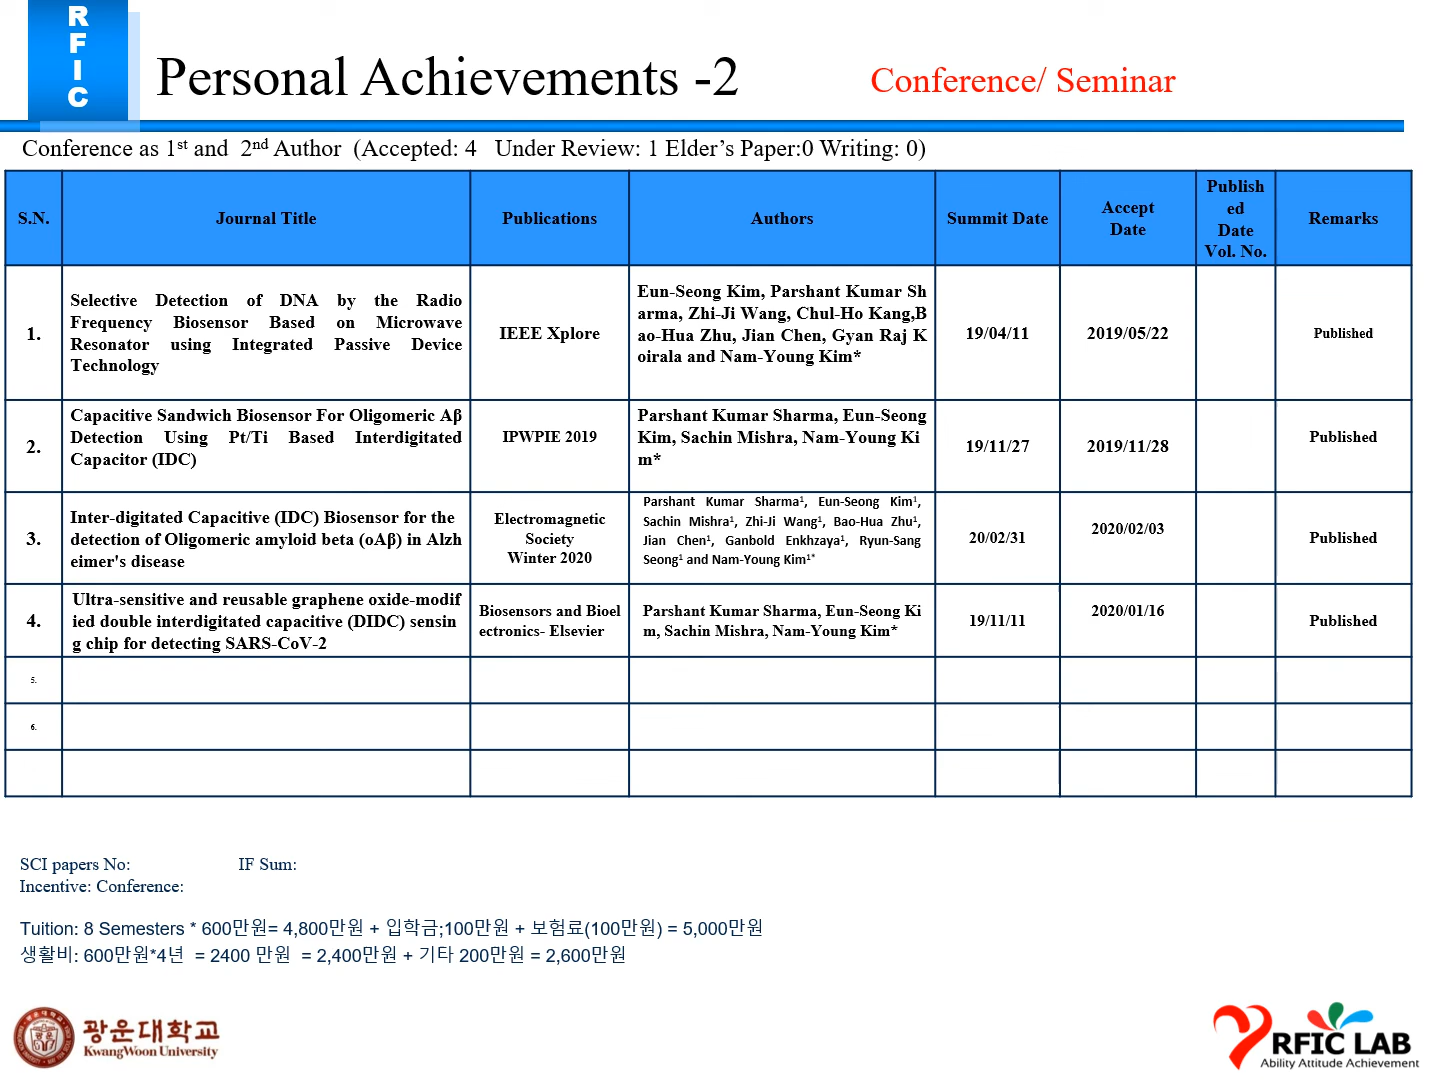 R
F
I
C
Personal Achievements -2
Conference/ Seminar
Conference as 1st and 2nd Author (Accepted: 4 Under Review: 1 Elder’s Paper:0 Writing: 0)
S.N.
Journal Title
Publications
Authors
Summit Date
Accept
Date
Publish
ed
Date
Vol. No.
Remarks
1.
Selective Detection of DNA by the Radio
Frequency Biosensor Based on Microwave
Resonator using Integrated Passive Device
Technology
IEEE Xplore
Eun-Seong Kim, Parshant Kumar Sh
arma, Zhi-Ji Wang, Chul-Ho Kang,B
ao-Hua Zhu, Jian Chen, Gyan Raj K
oirala and Nam-Young Kim*
19/04/11
2019/05/22
Published
2.
Capacitive Sandwich Biosensor For Oligomeric Aβ
Detection Using Pt/Ti Based Interdigitated
Capacitor (IDC)
IPWPIE 2019
Parshant Kumar Sharma, Eun-Seong
Kim, Sachin Mishra, Nam-Young Ki
m*
19/11/27
2019/11/28
Published
3.
Inter-digitated Capacitive (IDC) Biosensor for the
detection of Oligomeric amyloid beta (oAβ) in Alzh
eimer's disease
Electromagnetic
Society
Winter 2020
Parshant Kumar Sharma¹, Eun-Seong Kim¹,
Sachin Mishra¹, Zhi-Ji Wang¹, Bao-Hua Zhu¹,
Jian Chen¹, Ganbold Enkhzaya¹, Ryun-Sang
Seong¹ and Nam-Young Kim¹*
20/02/31
2020/02/03
Published
4.
Ultra-sensitive and reusable graphene oxide-modif
ied double interdigitated capacitive (DIDC) sensin
g chip for detecting SARS-CoV-2
Biosensors and Bioel
ectronics- Elsevier
Parshant Kumar Sharma, Eun-Seong Ki
m, Sachin Mishra, Nam-Young Kim*
19/11/11
2020/01/16
Published
5.
6.
SCI papers No: IF Sum:
Incentive: Conference:
Tuition: 8 Semesters * 600만원= 4,800만원 + 입학금;100만원 + 보험료(100만원) = 5,000만원
생활비: 600만원*4년 = 2400 만원 = 2,400만원 + 기타 200만원 = 2,600만원
광운대학교
KwangWoon University
RFIC LAB
Ability Attitude Achievement